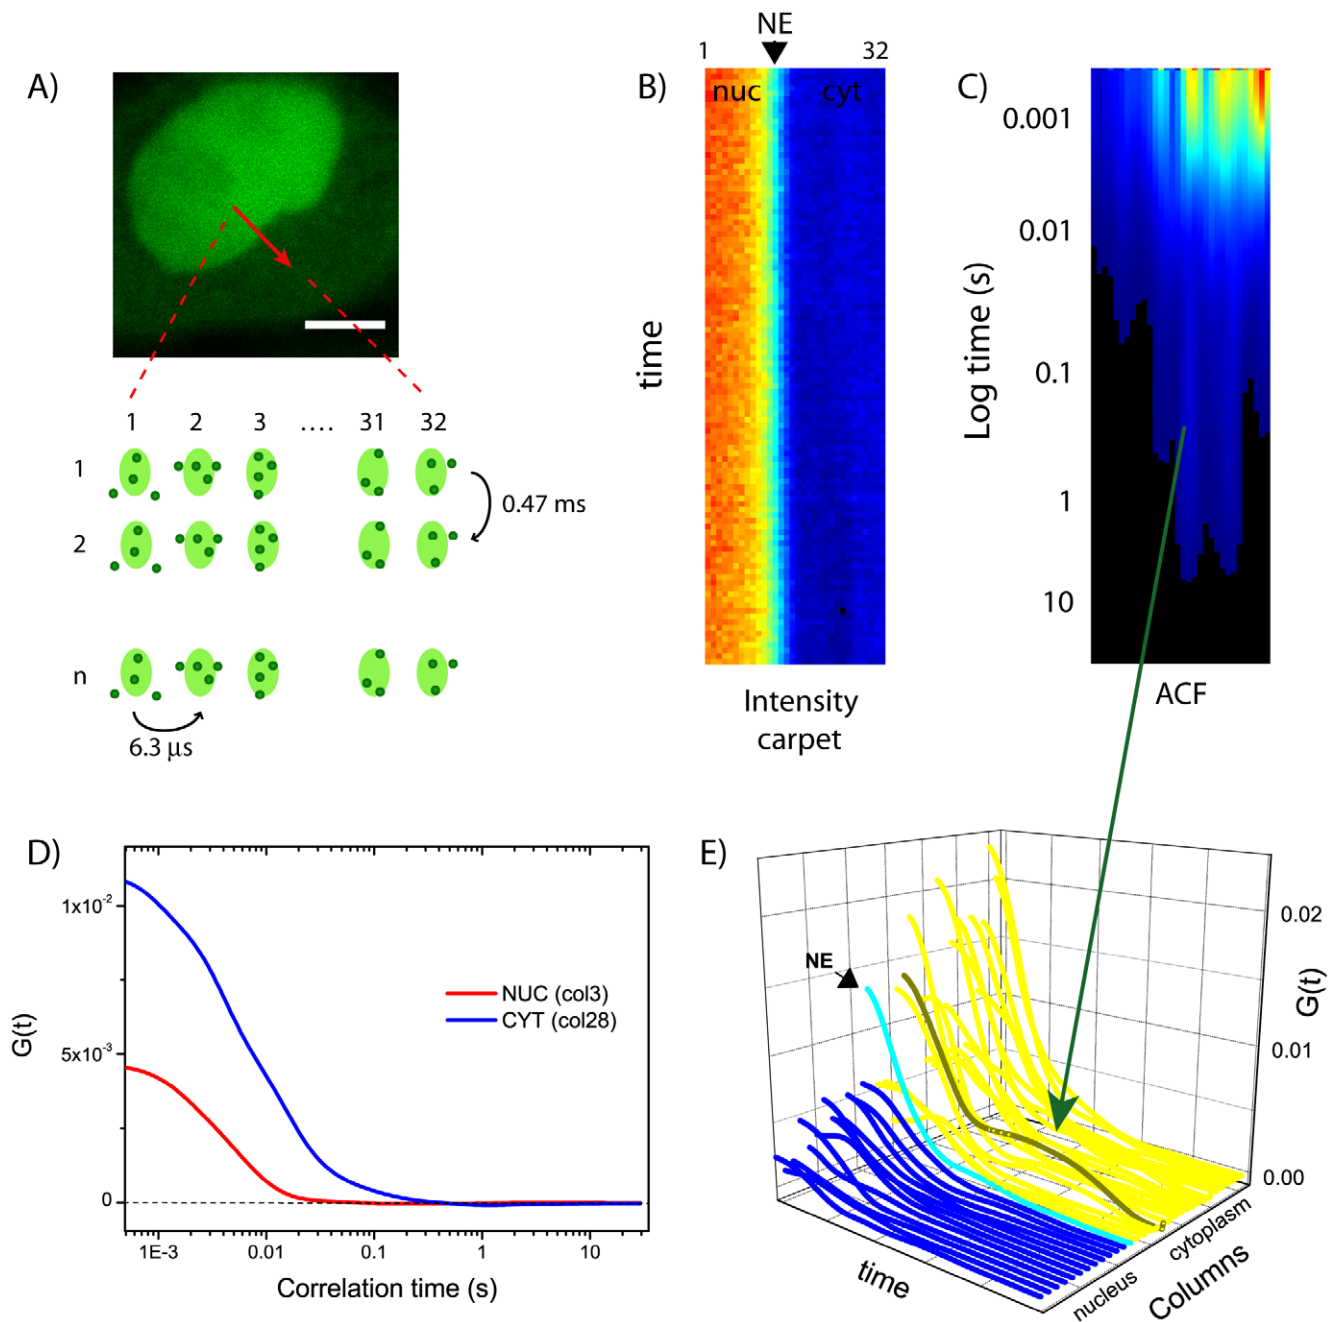 A)
1 2 3 .... 31 32
1
0.47 ms
2
n
6.3 µs
B)
NE
1 32
nuc cyt
time
Intensity
carpet
C)
0.001
0.01
0.1
1
10
Log time (s)
ACF
D)
1x10⁻²
5x10⁻³
0
G(t)
NUC (col3)
CYT (col28)
1E-3 0.01 0.1 1 10
Correlation time (s)
E)
NE
0.02
0.01
0.00
G(t)
time
nucleus
cytoplasm
Columns